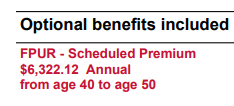 Optional benefits included
FPUR - Scheduled Premium
$6,322.12  Annual
from age 40 to age 50